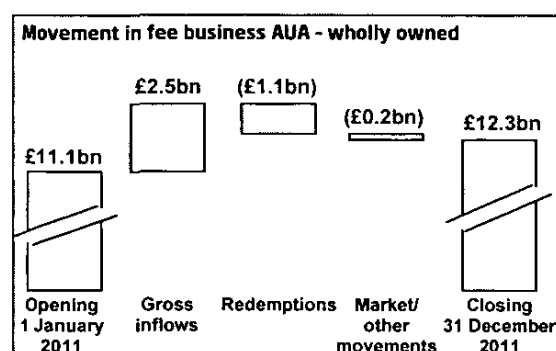 Movement in fee business AUA - wholly owned
£2.5bn
(£1.1bn)
(£0.2bn)
£12.3bn
£11.1bn
Opening
1 January
2011
Gross
inflows
Redemptions
Market/
other
movements
Closing
31 December
2011